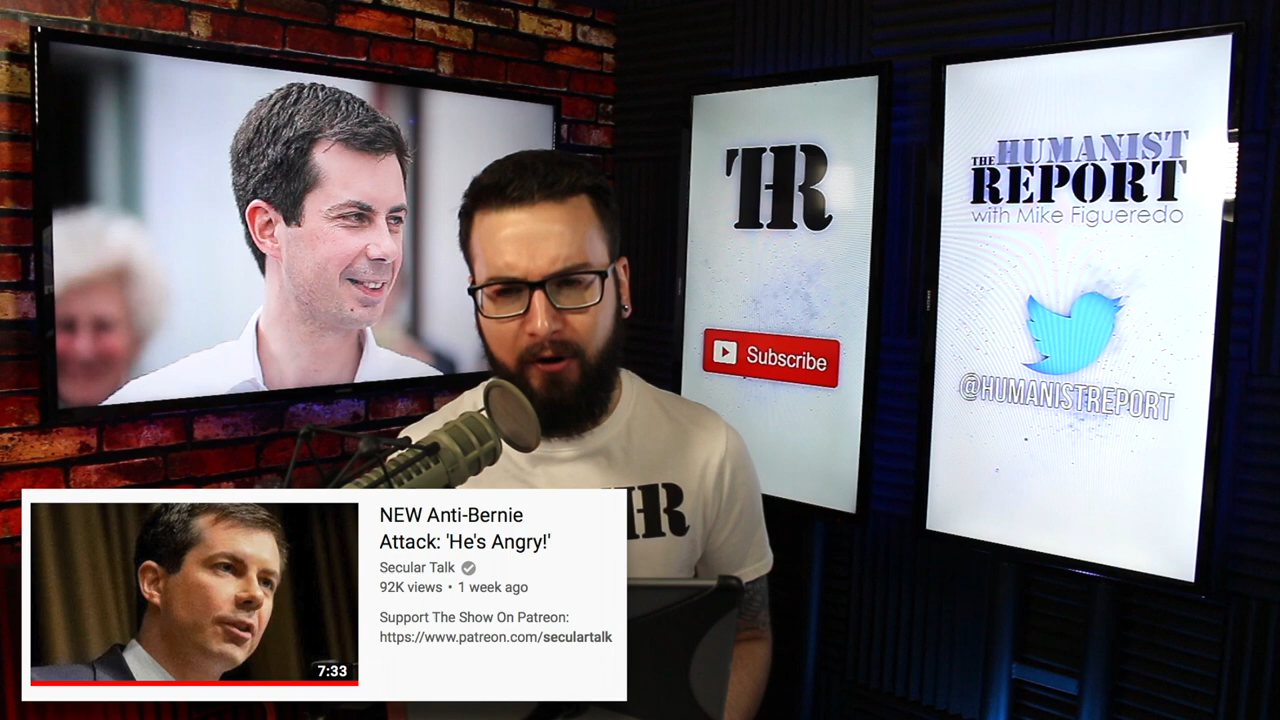 THR
Subscribe
THE HUMANIST
REPORT
with Mike Figueredo
@HUMANISTREPORT
HR
NEW Anti-Bernie
Attack: 'He's Angry!'
Secular Talk
92K views • 1 week ago
Support The Show On Patreon:
https://www.patreon.com/seculartalk
7:33